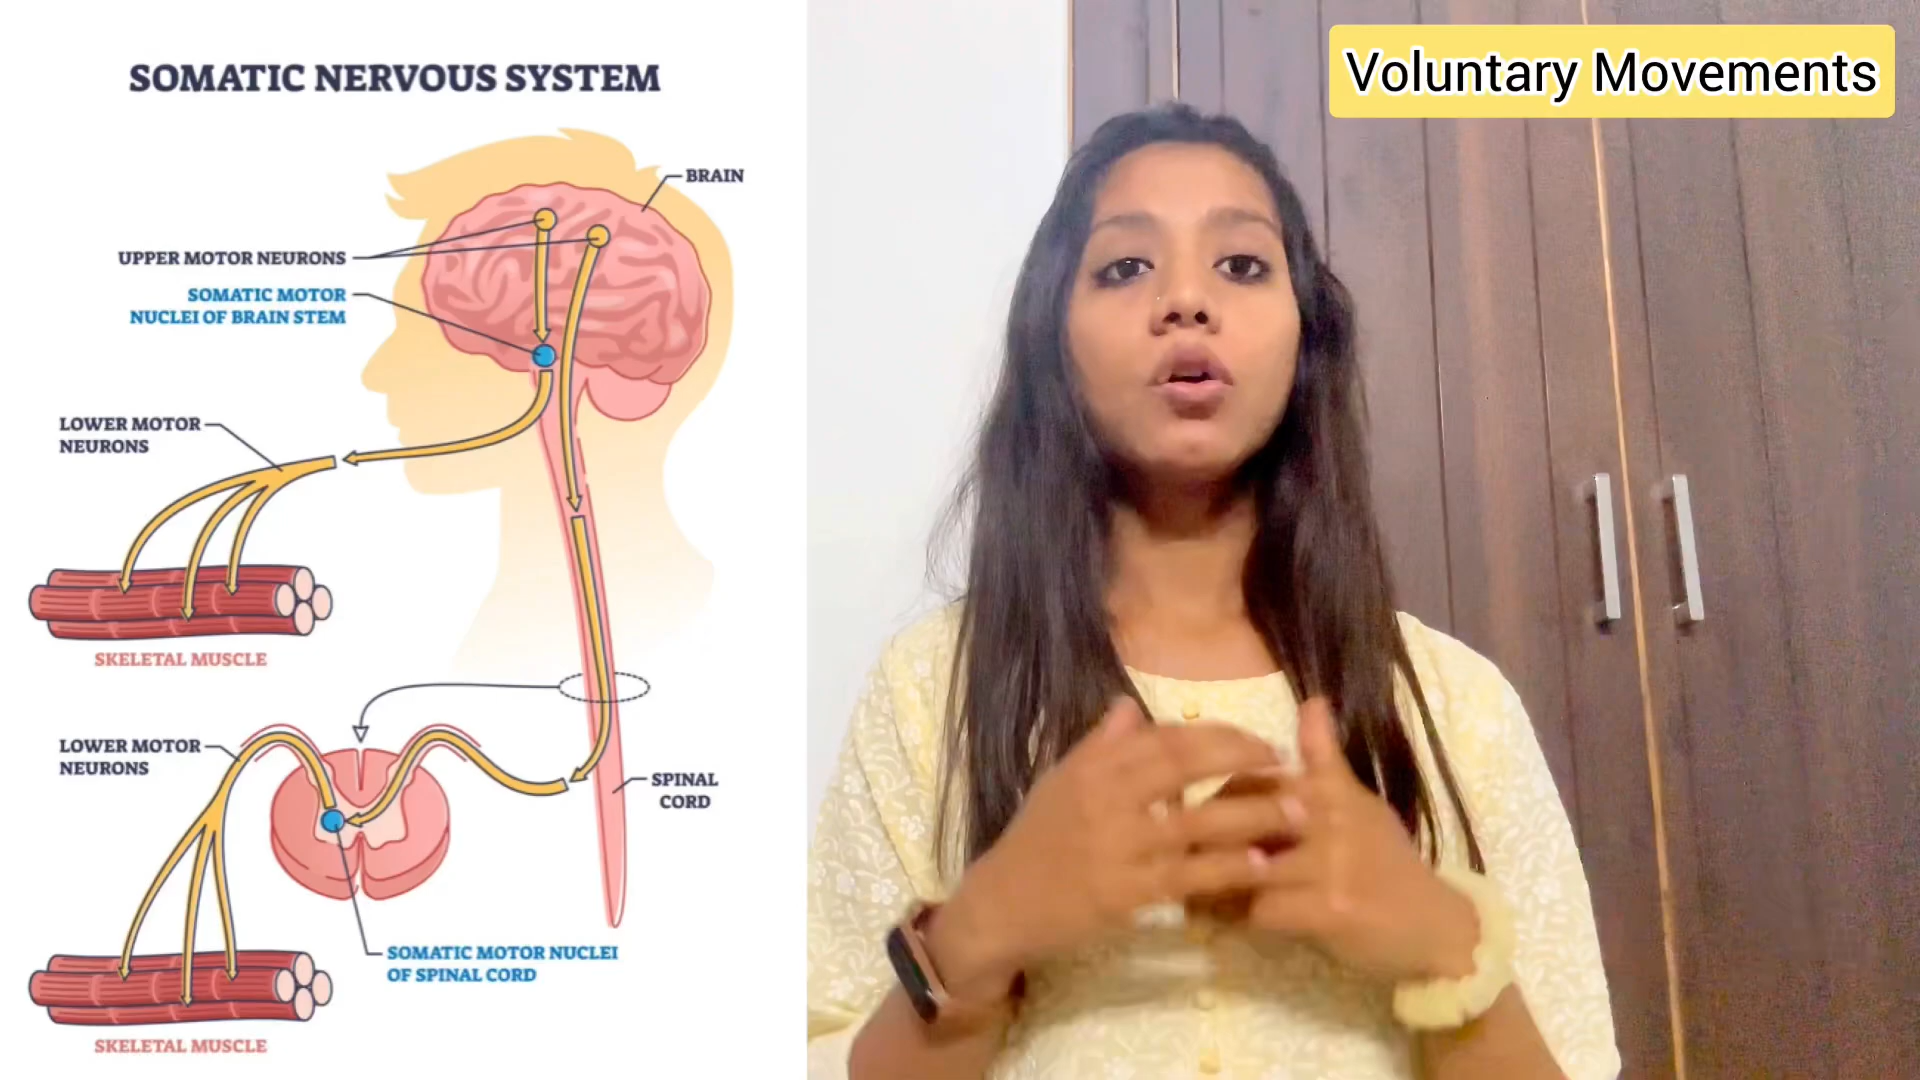 SOMATIC NERVOUS SYSTEM
BRAIN
UPPER MOTOR NEURONS
SOMATIC MOTOR
NUCLEI OF BRAIN STEM
LOWER MOTOR
NEURONS
SKELETAL MUSCLE
LOWER MOTOR
NEURONS
SPINAL
CORD
SOMATIC MOTOR NUCLEI
OF SPINAL CORD
SKELETAL MUSCLE
Voluntary Movements